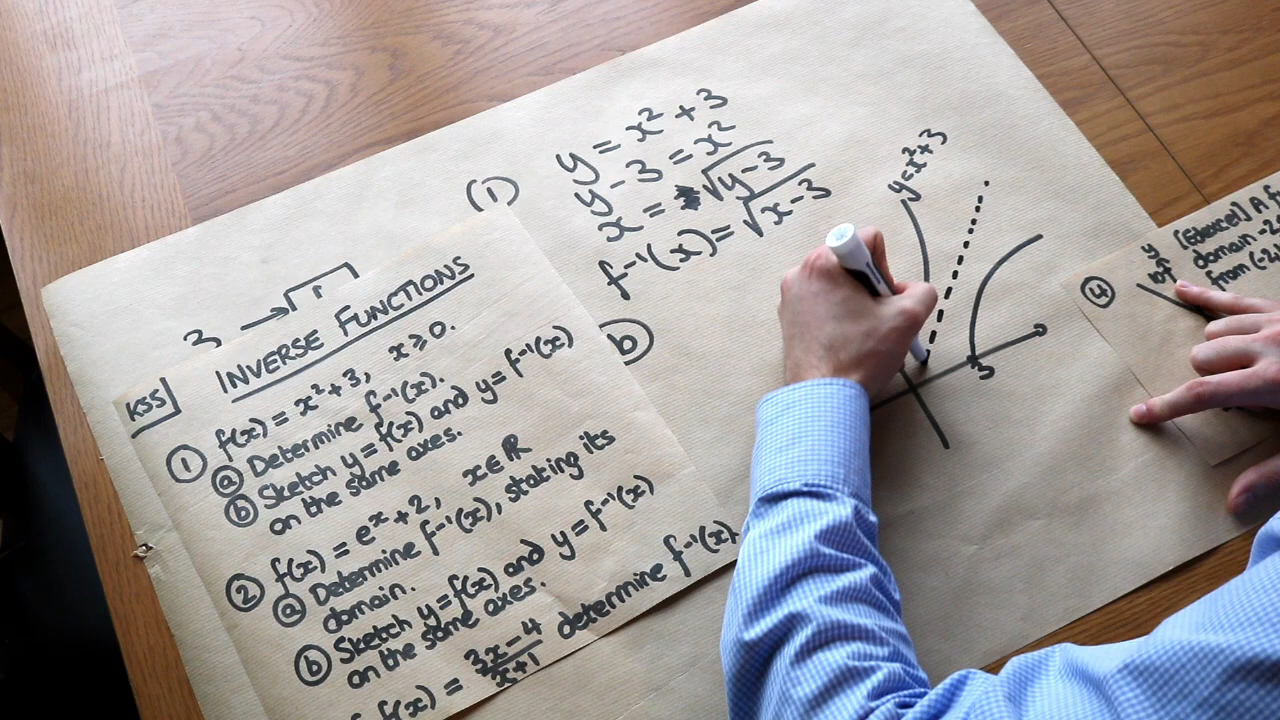 KSS
INVERSE FUNCTIONS
① f(x) = x²+3, x⩾0.
ⓐ Determine f⁻¹(x).
ⓑ Sketch y=f(x) and y=f⁻¹(x)
on the same axes.
② f(x) = eˣ+2, x∈ℝ
ⓐ Determine f⁻¹(x), stating its
domain.
ⓑ Sketch y=f(x) and y=f⁻¹(x)
on the same axes.
f(x) = (3x-4)/(x+1) determine f⁻¹(x).
3 → √
(1)
y = x² + 3
y - 3 = x²
x = √(y-3)
f⁻¹(x) = √(x-3)
ⓑ
y=x²+3
3
④ [Edexcel] A f
domain -2
from (-2,
y
10